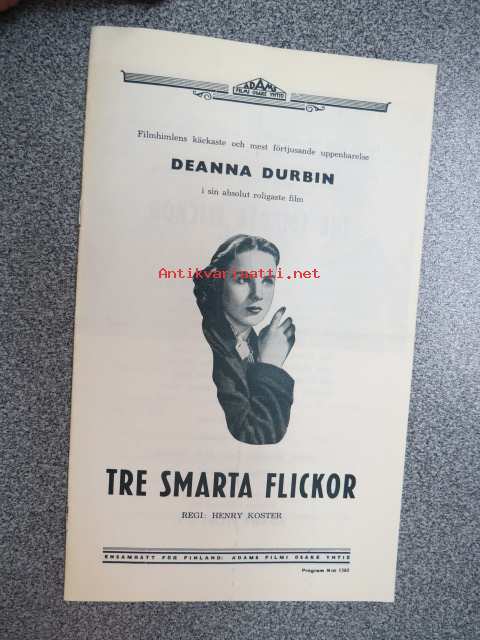 ADAMS
FILMI OSAKE YHTIÖ
Filmhimlens käckaste och mest förtjusande uppenbarelse
DEANNA DURBIN
i sin absolut roligaste film
Antikvariaatti.net
TRE SMARTA FLICKOR
REGI: HENRY KOSTER
ENSAMRÄTT FÖR FINLAND: ADAMS FILMI OSAKE YHTIÖ
Program N:o